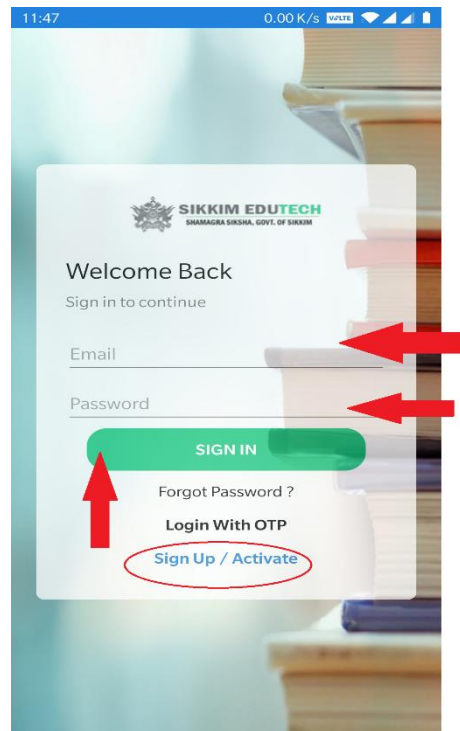 11:47 0.00 K/s VoLTE
SIKKIM EDUTECH
SHAMAGRA SIKSHA, GOVT. OF SIKKIM
Welcome Back
Sign in to continue
Email
Password
SIGN IN
Forgot Password ?
Login With OTP
Sign Up / Activate